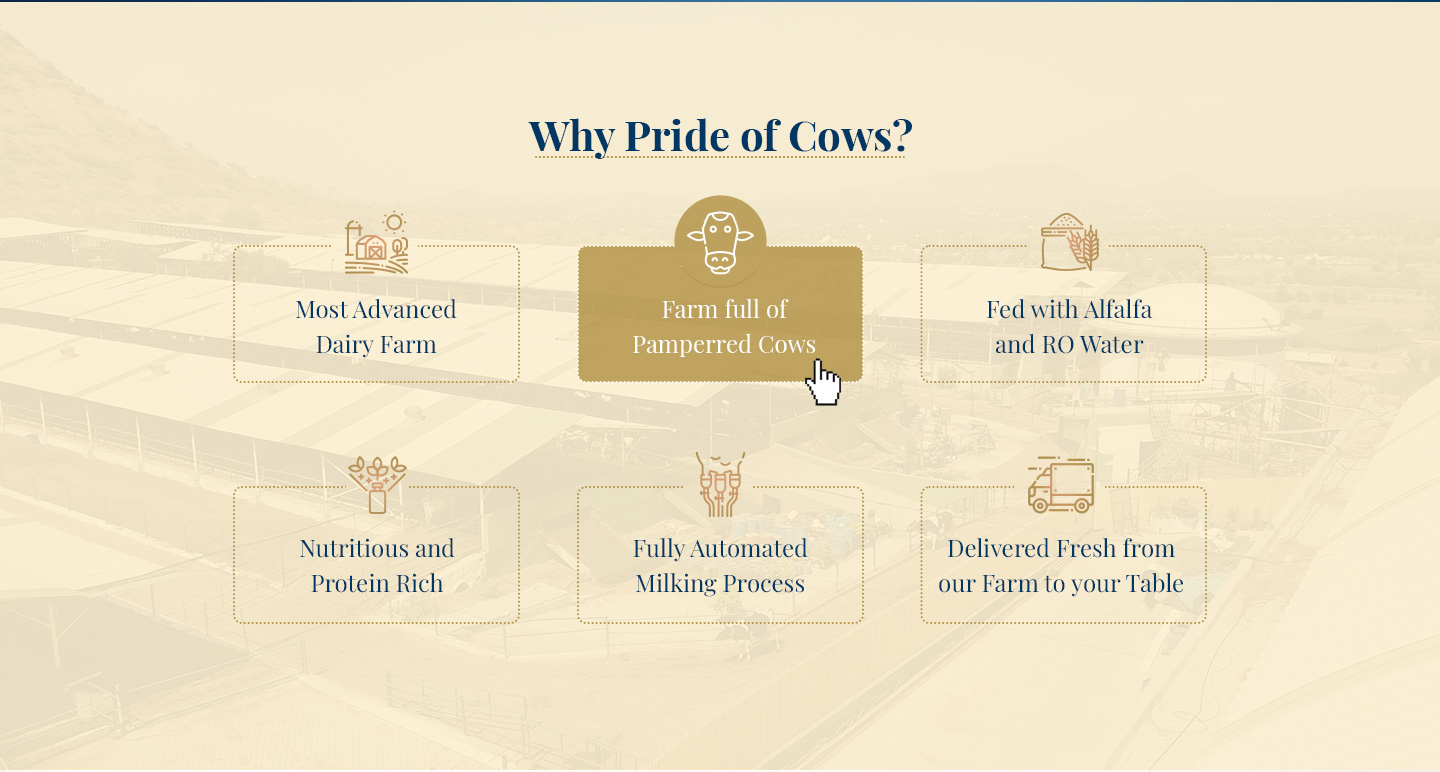 Why Pride of Cows?
Most Advanced
Dairy Farm
Farm full of
Pamperred Cows
Fed with Alfalfa
and RO Water
Nutritious and
Protein Rich
Fully Automated
Milking Process
Delivered Fresh from
our Farm to your Table